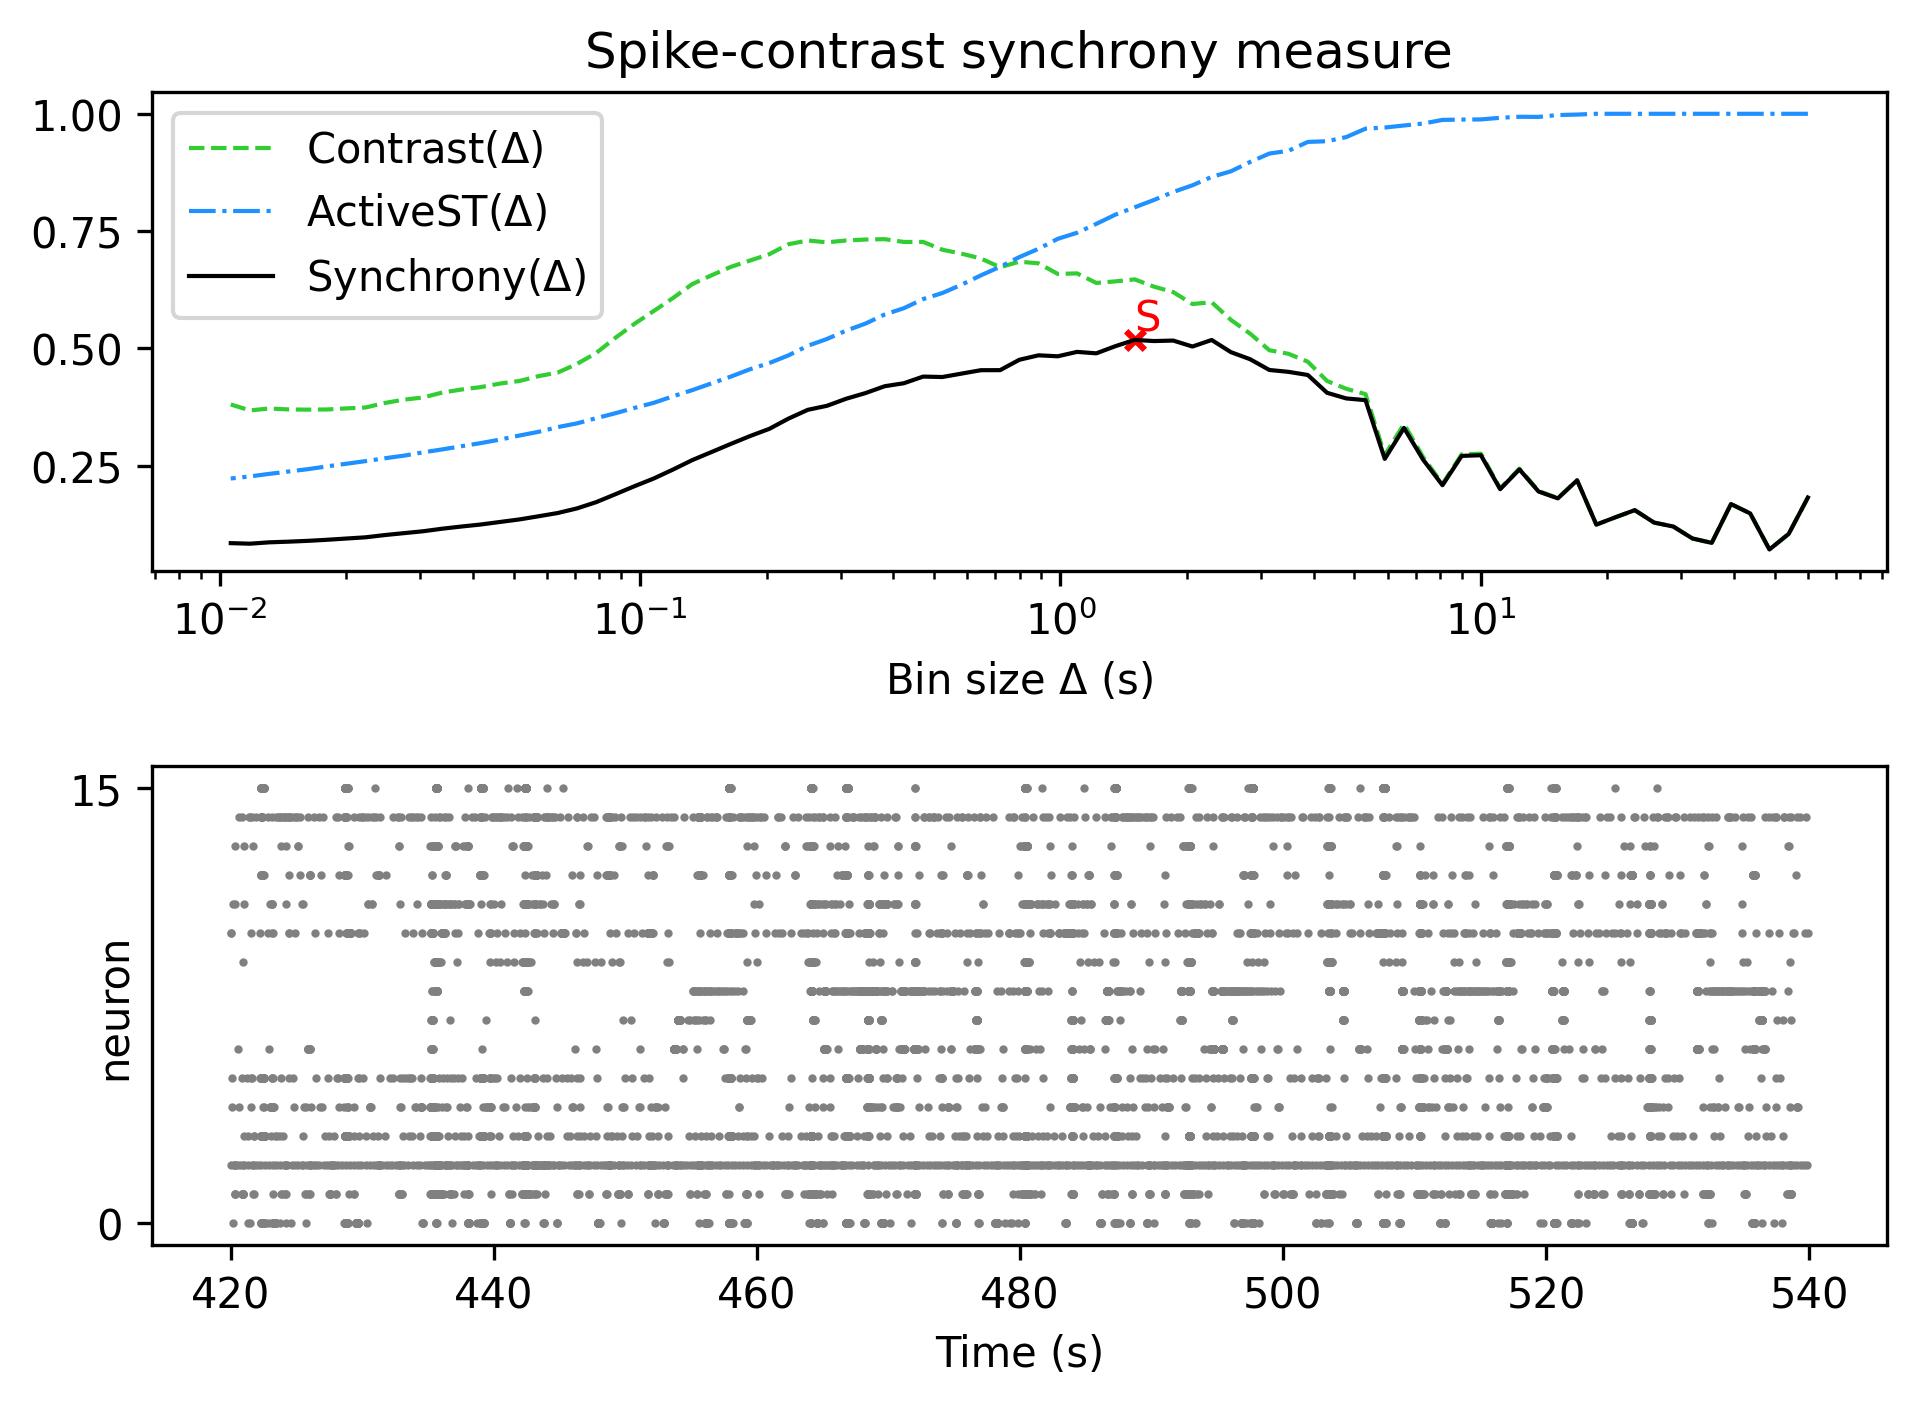 Spike-contrast synchrony measure
1.00
0.75
0.50
0.25
Contrast(Δ)
ActiveST(Δ)
Synchrony(Δ)
S
10⁻² 10⁻¹ 10⁰ 10¹
Bin size Δ (s)
15
0
neuron
420 440 460 480 500 520 540
Time (s)